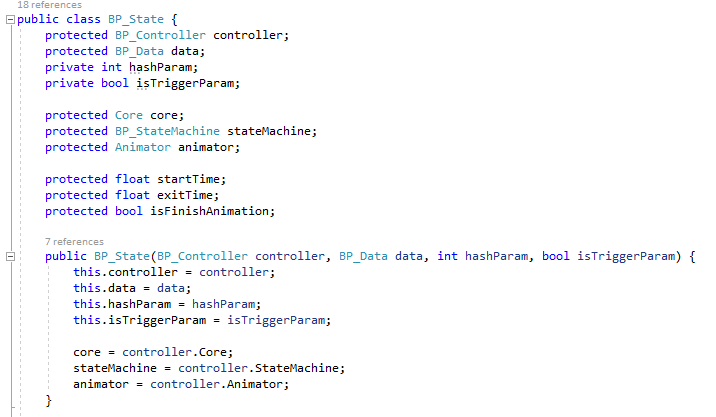 18 references
public class BP_State {
protected BP_Controller controller;
protected BP_Data data;
private int hashParam;
private bool isTriggerParam;
protected Core core;
protected BP_StateMachine stateMachine;
protected Animator animator;
protected float startTime;
protected float exitTime;
protected bool isFinishAnimation;
7 references
public BP_State(BP_Controller controller, BP_Data data, int hashParam, bool isTriggerParam) {
this.controller = controller;
this.data = data;
this.hashParam = hashParam;
this.isTriggerParam = isTriggerParam;
core = controller.Core;
stateMachine = controller.StateMachine;
animator = controller.Animator;
}